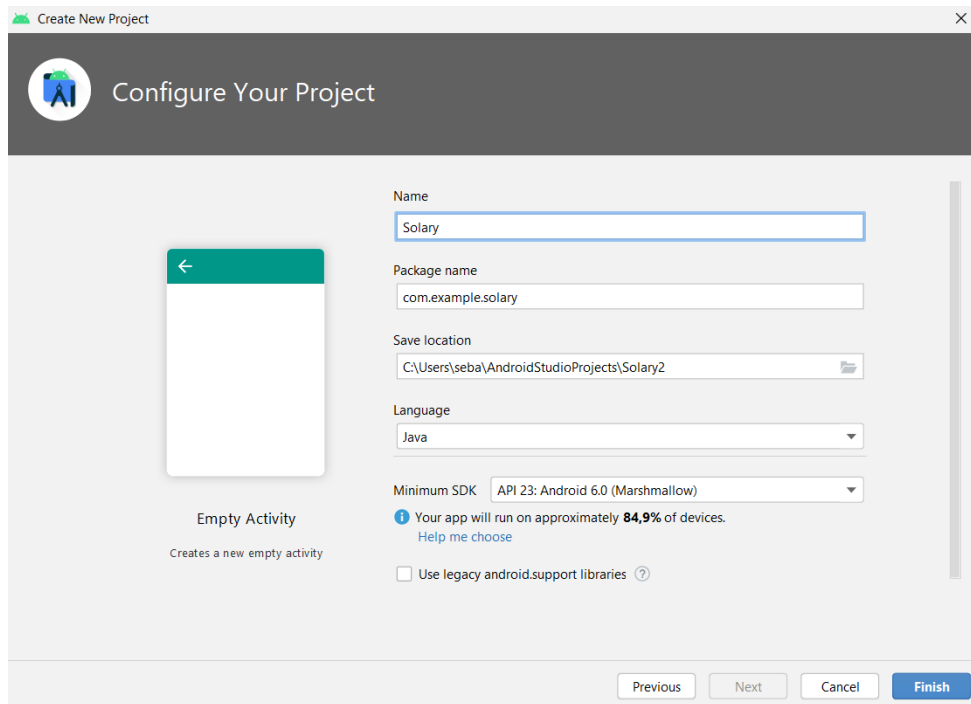 Create New Project
Configure Your Project
Name
Solary
Package name
com.example.solary
Save location
C:\Users\seba\AndroidStudioProjects\Solary2
Language
Java
Minimum SDK API 23: Android 6.0 (Marshmallow)
Your app will run on approximately 84,9% of devices.
Help me choose
Use legacy android.support libraries ?
Empty Activity
Creates a new empty activity
Previous Next Cancel Finish